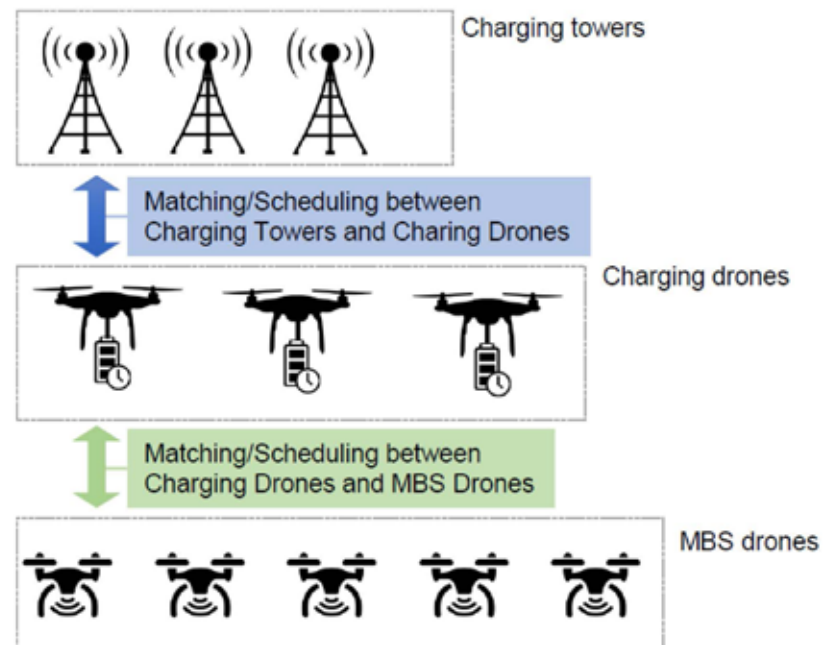 Charging towers
Matching/Scheduling between
Charging Towers and Charing Drones
Charging drones
Matching/Scheduling between
Charging Drones and MBS Drones
MBS drones